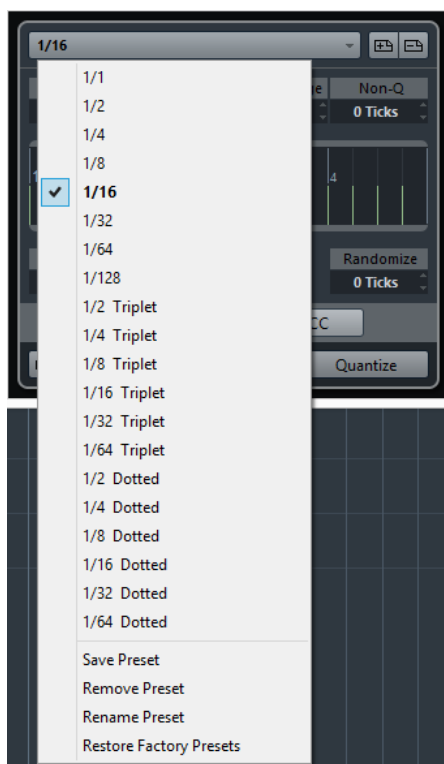 1/16
1/1
1/2
1/4
1/8
1/16
1/32
1/64
1/128
1/2 Triplet
1/4 Triplet
1/8 Triplet
1/16 Triplet
1/32 Triplet
1/64 Triplet
1/2 Dotted
1/4 Dotted
1/8 Dotted
1/16 Dotted
1/32 Dotted
1/64 Dotted
Save Preset
Remove Preset
Rename Preset
Restore Factory Presets
Non-Q
0 Ticks
4
Randomize
0 Ticks
CC
Quantize